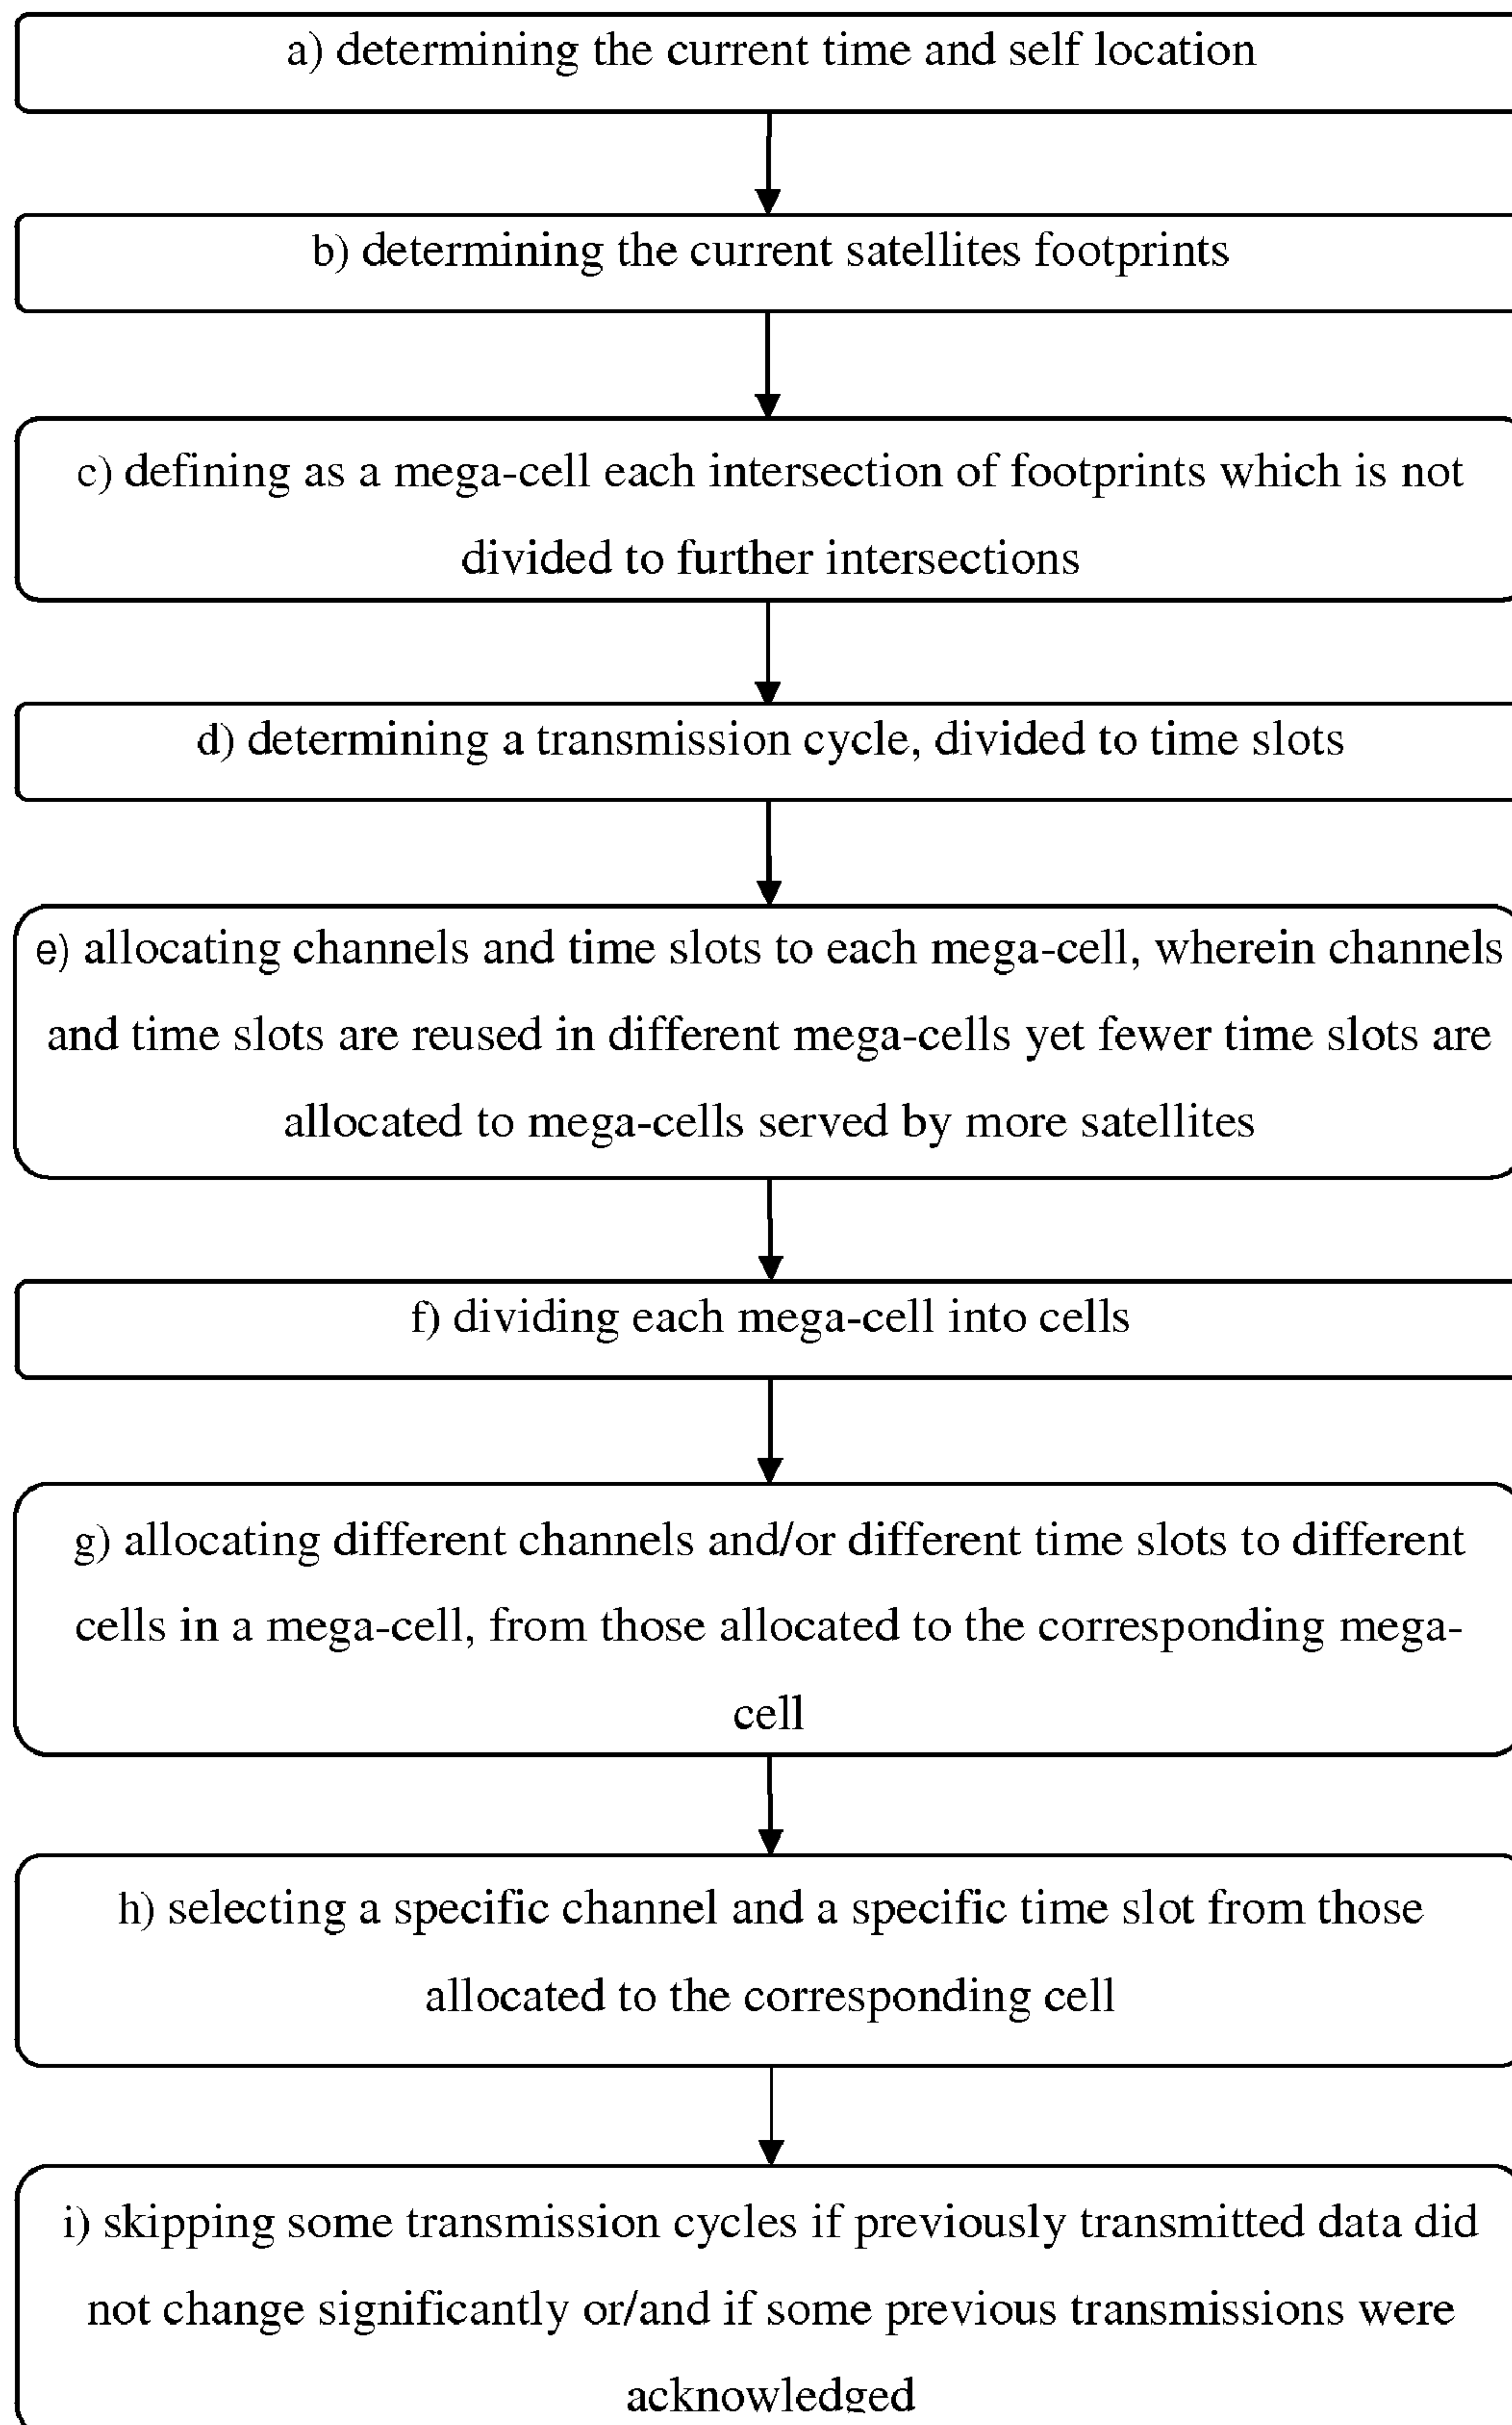 a) determining the current time and self location
b) determining the current satellites footprints
c) defining as a mega-cell each intersection of footprints which is not
divided to further intersections
d) determining a transmission cycle, divided to time slots
e) allocating channels and time slots to each mega-cell, wherein channels
and time slots are reused in different mega-cells yet fewer time slots are
allocated to mega-cells served by more satellites
f) dividing each mega-cell into cells
g) allocating different channels and/or different time slots to different
cells in a mega-cell, from those allocated to the corresponding mega-
cell
h) selecting a specific channel and a specific time slot from those
allocated to the corresponding cell
i) skipping some transmission cycles if previously transmitted data did
not change significantly or/and if some previous transmissions were
acknowledged